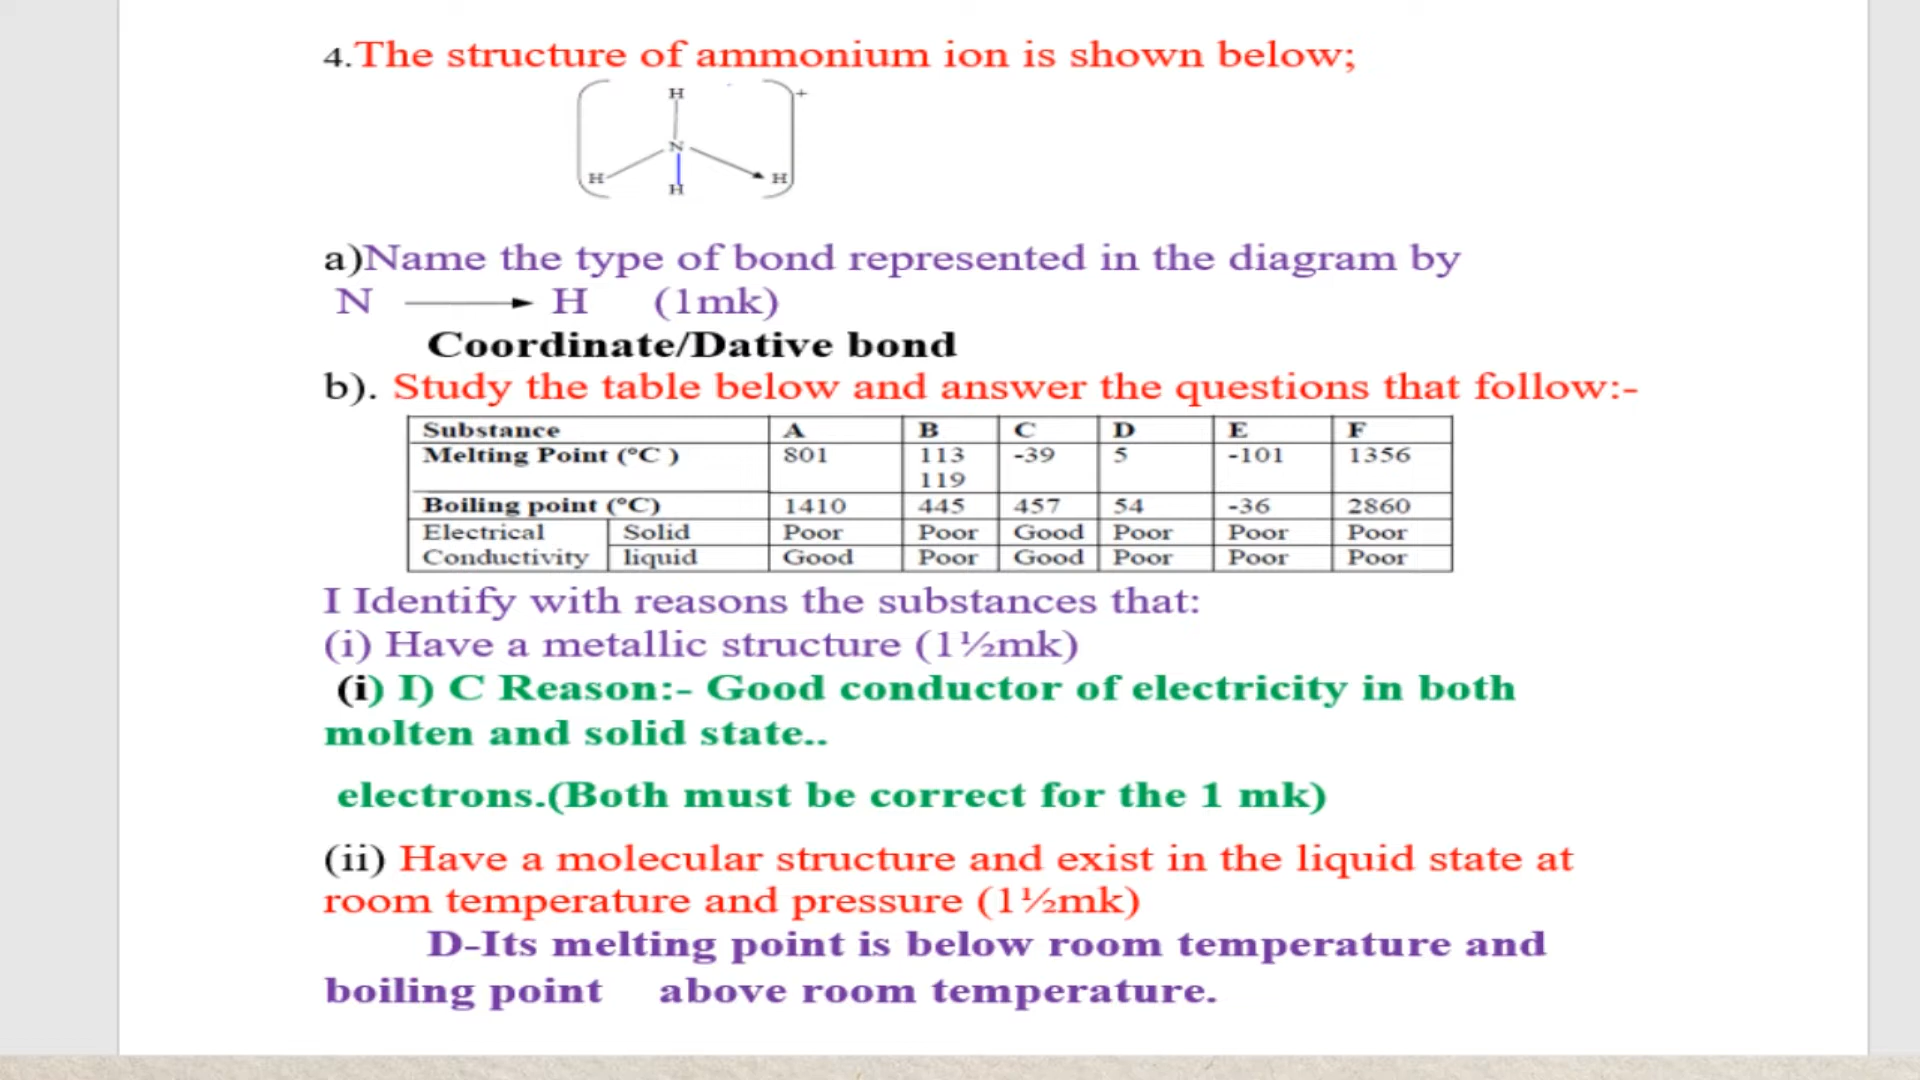 4.The structure of ammonium ion is shown below;
H
+
N
H
H
H
a)Name the type of bond represented in the diagram by
N H (1mk)
Coordinate/Dative bond
b). Study the table below and answer the questions that follow:-
Substance A B C D E F
Melting Point (°C ) 801 113 -39 5 -101 1356
119
Boiling point (°C) 1410 445 457 54 -36 2860
Electrical Solid Poor Poor Good Poor Poor Poor
Conductivity liquid Good Poor Good Poor Poor Poor
I Identify with reasons the substances that:
(i) Have a metallic structure (1½mk)
(i) I) C Reason:- Good conductor of electricity in both
molten and solid state..
electrons.(Both must be correct for the 1 mk)
(ii) Have a molecular structure and exist in the liquid state at
room temperature and pressure (1½mk)
D-Its melting point is below room temperature and
boiling point above room temperature.